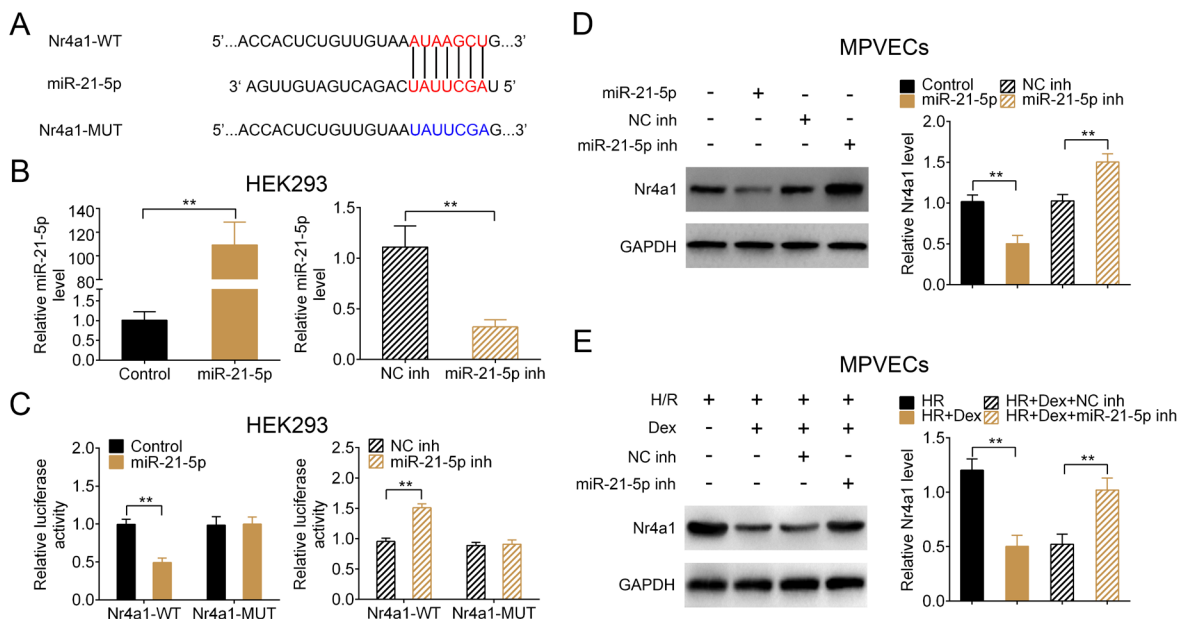 A
Nr4a1-WT 5'...ACCACUCUGUUGUAAAUAAGCUG...3'
miR-21-5p 3' AGUUGUAGUCAGACUAUUCGAU 5'
Nr4a1-MUT 5'...ACCACUCUGUUGUAAUAUUCGAG...3'
B
HEK293
Relative miR-21-5p
level
140
120
100
80
60
1.5
1.0
0.5
0.0
Control miR-21-5p
**
Relative miR-21-5p
level
1.5
1.0
0.5
0.0
NC inh miR-21-5p inh
**
C
HEK293
Relative luciferase
activity
2.0
1.5
1.0
0.5
0.0
Control
miR-21-5p
**
Nr4a1-WT Nr4a1-MUT
Relative luciferase
activity
2.5
2.0
1.5
1.0
0.5
0.0
NC inh
miR-21-5p inh
**
Nr4a1-WT Nr4a1-MUT
D
MPVECs
miR-21-5p - + - -
NC inh - - + -
miR-21-5p inh - - - +
Nr4a1
GAPDH
Control NC inh
miR-21-5p miR-21-5p inh
Relative Nr4a1 level
2.0
1.5
1.0
0.5
0.0
**
**
E
MPVECs
H/R + + + +
Dex - + + +
NC inh - - + -
miR-21-5p inh - - - +
Nr4a1
GAPDH
HR HR+Dex+NC inh
HR+Dex HR+Dex+miR-21-5p inh
Relative Nr4a1 level
1.5
1.0
0.5
0.0
**
**